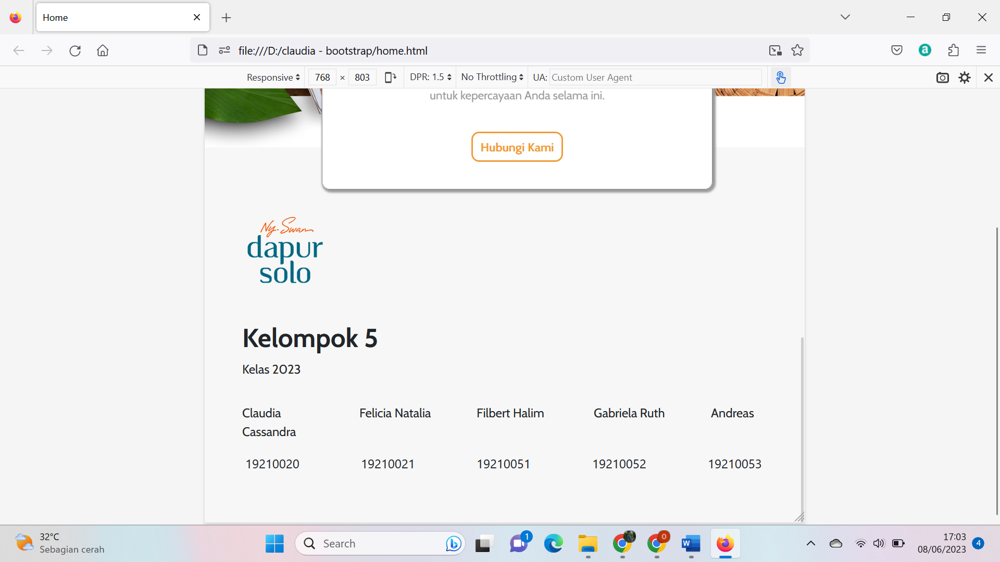 Home
file:///D:/claudia - bootstrap/home.html
Responsive 768 × 803 DPR: 1.5 No Throttling UA: Custom User Agent
untuk kepercayaan Anda selama ini.
Hubungi Kami
Ny. Swan
dapur
solo
Kelompok 5
Kelas 2023
Claudia Cassandra
Felicia Natalia
Filbert Halim
Gabriela Ruth
Andreas
19210020 19210021 19210051 19210052 19210053
32°C
Sebagian cerah
Search
1
0
17:03
08/06/2023
4